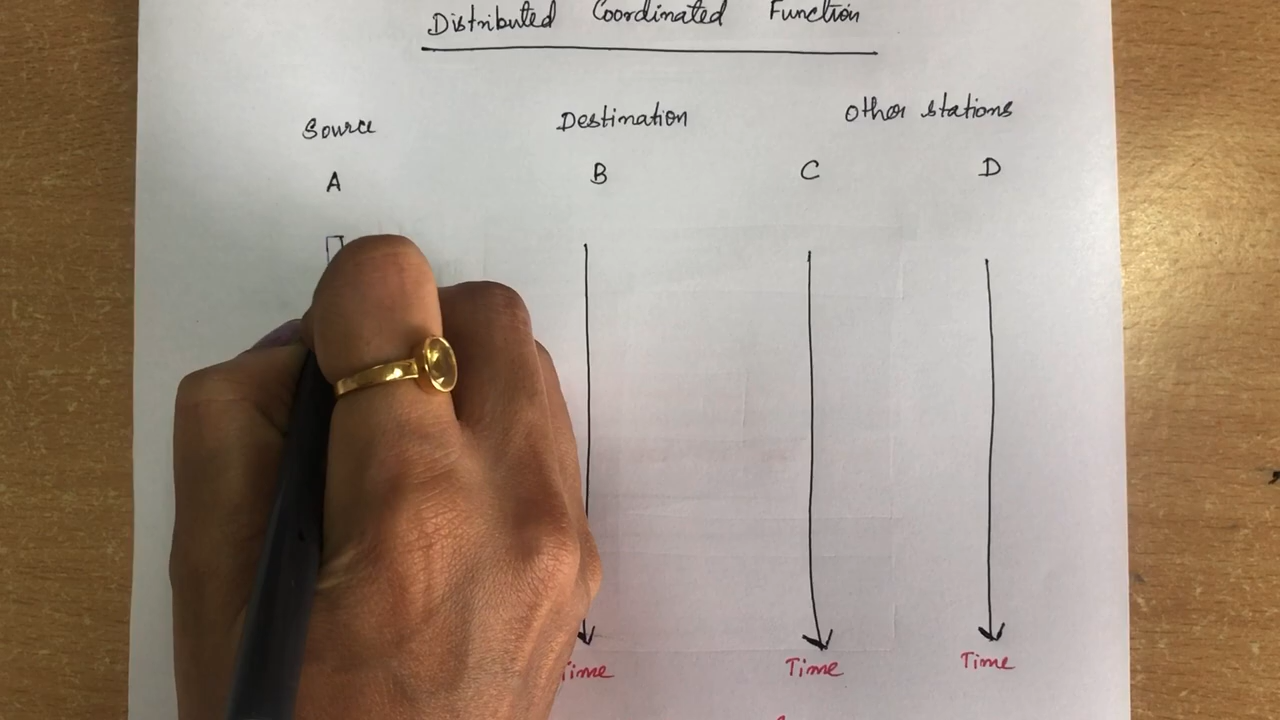 Distributed Coordinated Function
Source Destination Other stations
A B C D
Time Time Time